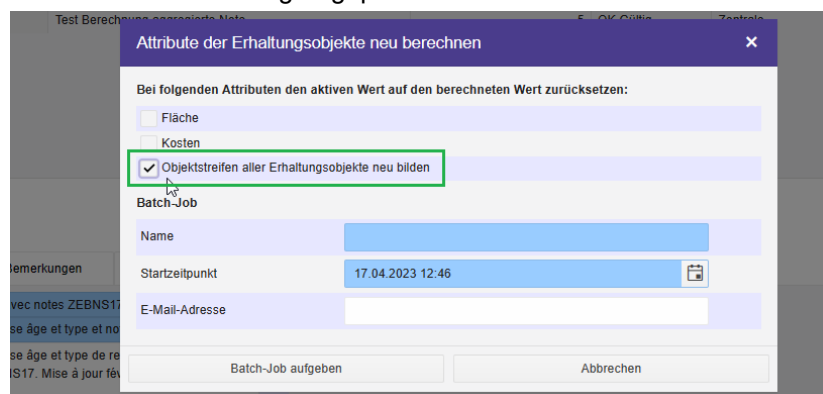 Test Berechnung aggregierte Note 5 OK Gültig Zentrale
Attribute der Erhaltungsobjekte neu berechnen
Bei folgenden Attributen den aktiven Wert auf den berechneten Wert zurücksetzen:
Fläche
Kosten
Objektstreifen aller Erhaltungsobjekte neu bilden
Batch-Job
Name
Startzeitpunkt 17.04.2023 12:46
E-Mail-Adresse
Batch-Job aufgeben Abbrechen
Bemerkungen
vec notes ZEBNS17
se âge et type et no
se âge et type de re
IS17. Mise à jour fév